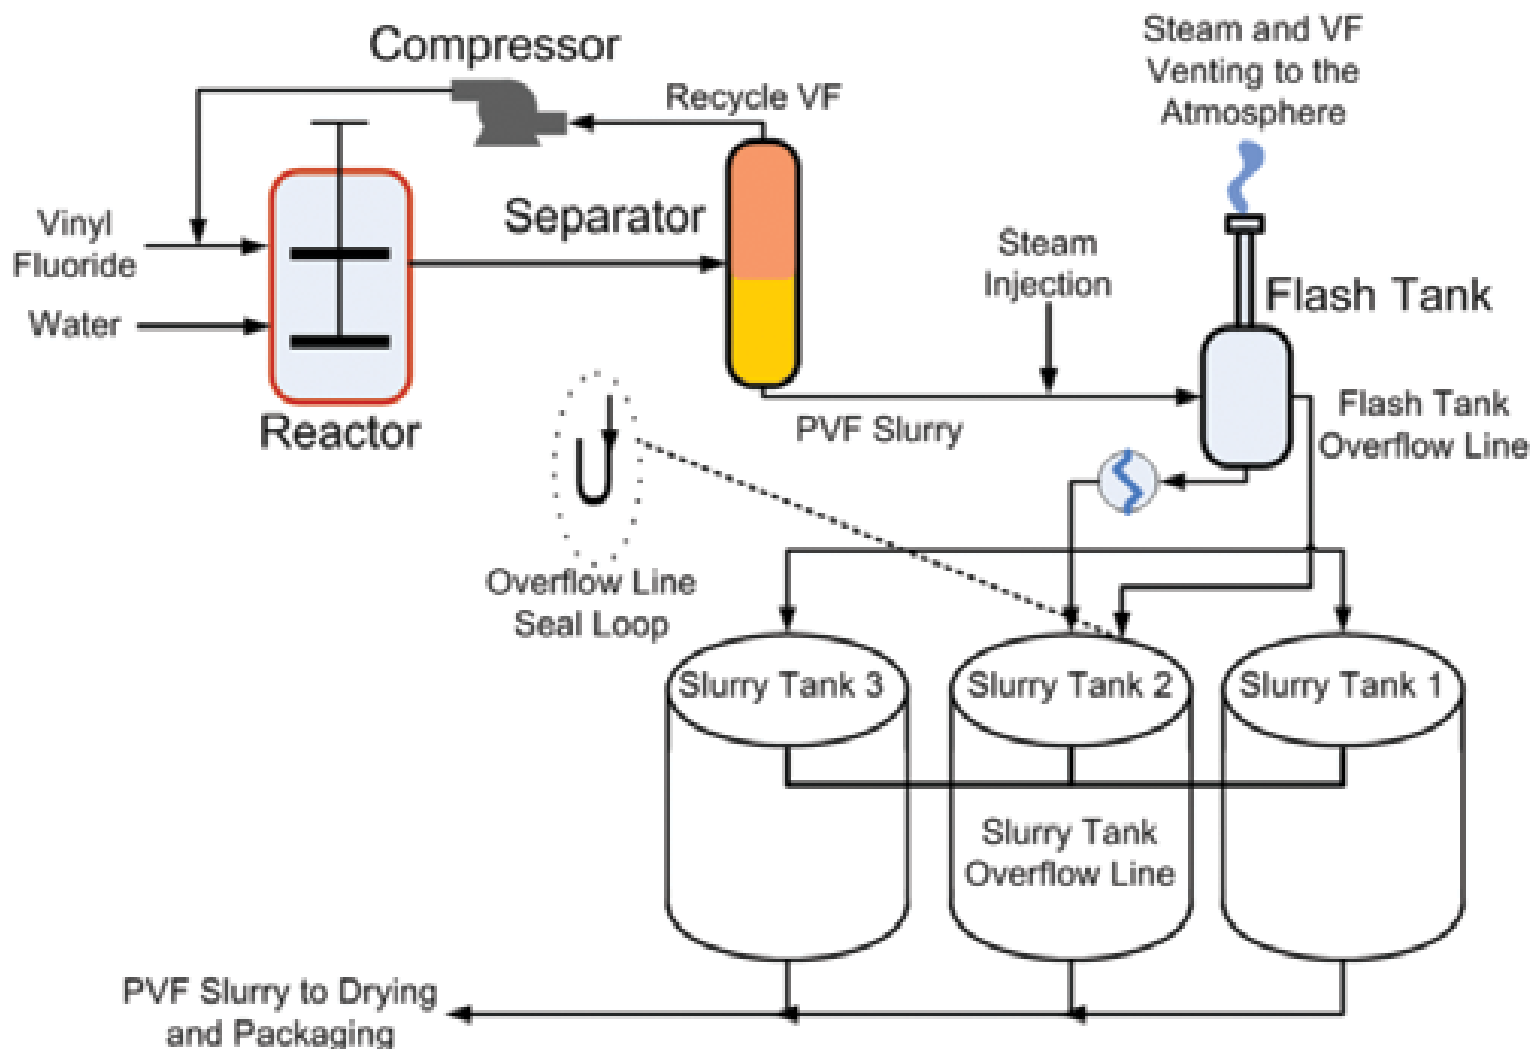 Compressor
Recycle VF
Steam and VF
Venting to the
Atmosphere
Vinyl
Fluoride
Water
Reactor
Separator
Steam
Injection
Flash Tank
PVF Slurry
Flash Tank
Overflow Line
Overflow Line
Seal Loop
Slurry Tank 3
Slurry Tank 2
Slurry Tank 1
Slurry Tank
Overflow Line
PVF Slurry to Drying
and Packaging